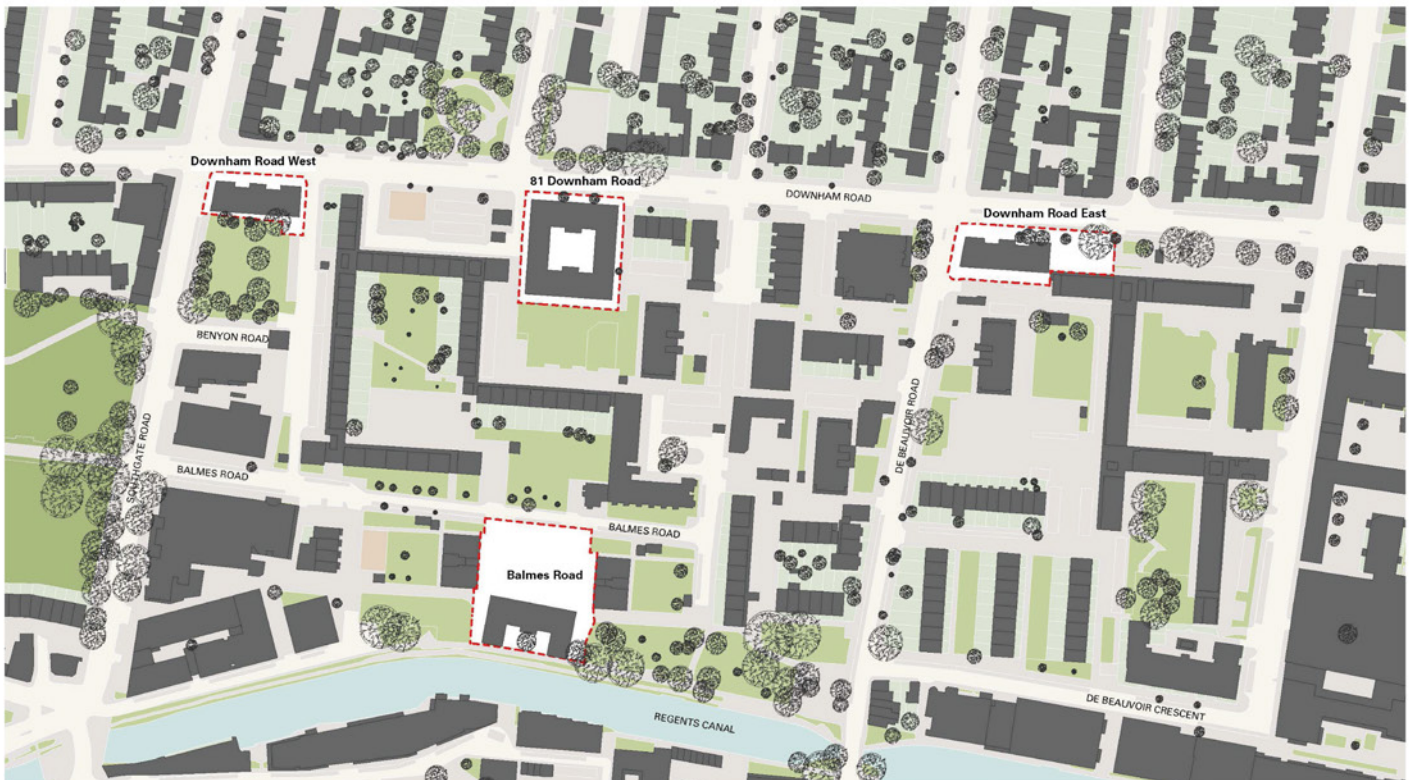 Downham Road West
81 Downham Road
DOWNHAM ROAD
Downham Road East
BENYON ROAD
SOUTHGATE ROAD
DE BEAUVOIR ROAD
BALMES ROAD
BALMES ROAD
Balmes Road
REGENTS CANAL
DE BEAUVOIR CRESCENT